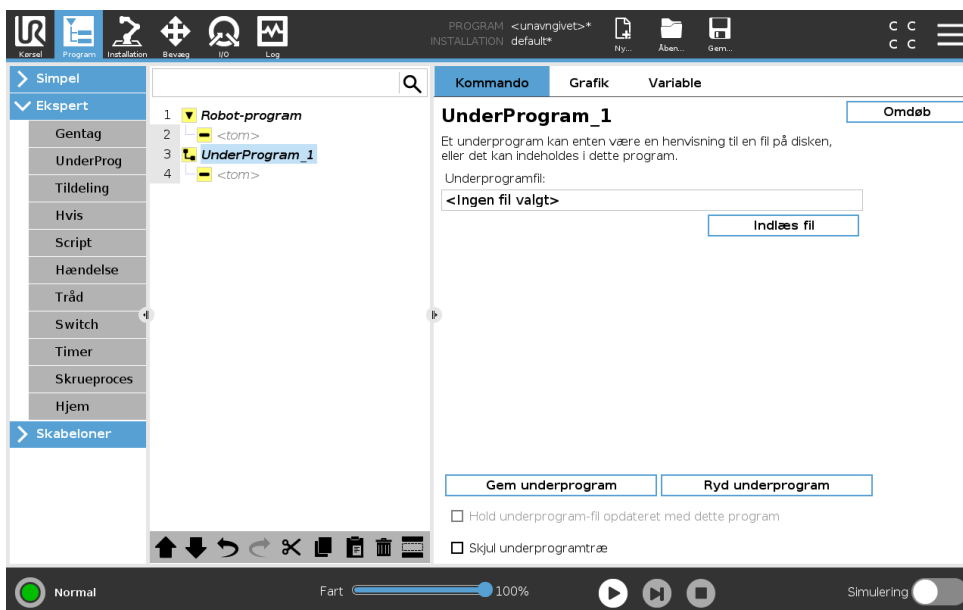 UR
PROGRAM <unavngivet>*
INSTALLATION default*
Kørsel Program Installation Bevæg I/O Log Ny... Åben... Gem...
C C
C C
Simpel
Ekspert
Gentag
UnderProg
Tildeling
Hvis
Script
Hændelse
Tråd
Switch
Timer
Skrueproces
Hjem
Skabeloner
1 Robot-program
2 <tom>
3 UnderProgram_1
4 <tom>
Kommando Grafik Variable
UnderProgram_1
Omdøb
Et underprogram kan enten være en henvisning til en fil på disken,
eller det kan indeholdes i dette program.
Underprogramfil:
<Ingen fil valgt>
Indlæs fil
Gem underprogram Ryd underprogram
Hold underprogram-fil opdateret med dette program
Skjul underprogramtræ
Normal Fart 100% Simulering